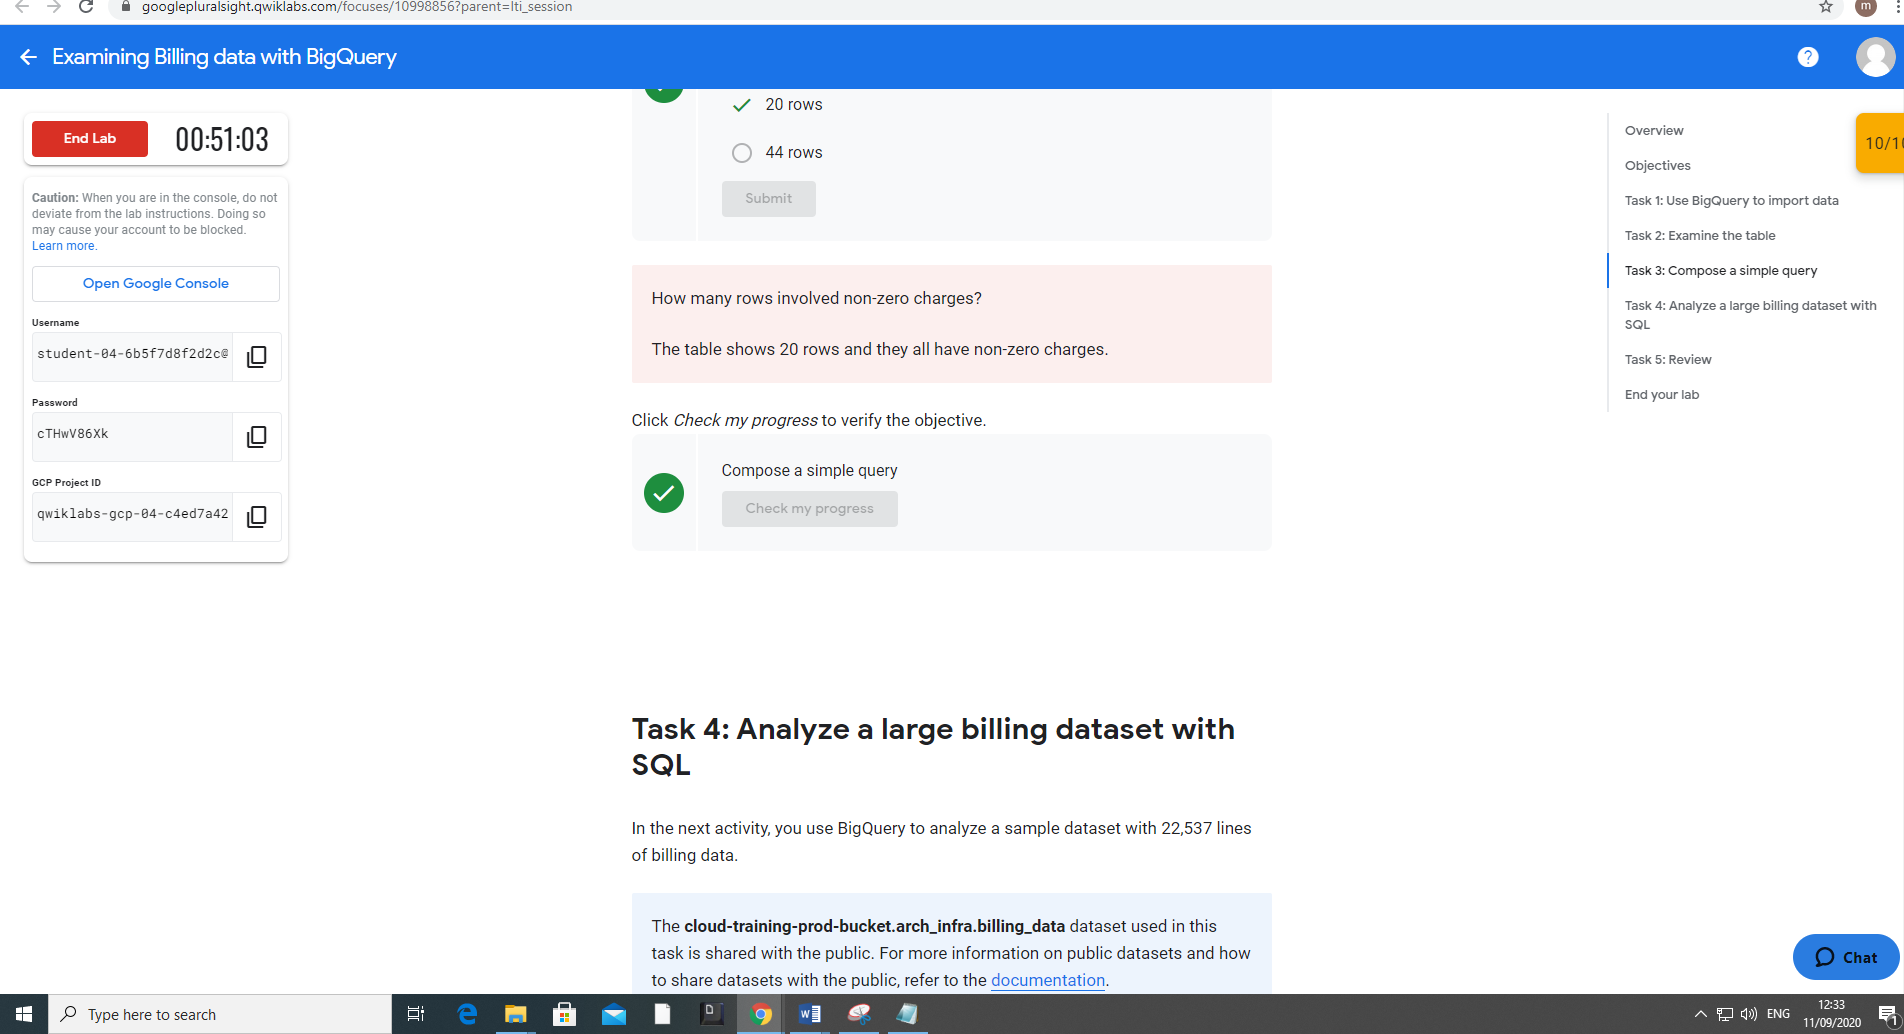 googlepluralsight.qwiklabs.com/focuses/10998856?parent=lti_session
m
Examining Billing data with BigQuery
?
End Lab
00:51:03
Caution: When you are in the console, do not
deviate from the lab instructions. Doing so
may cause your account to be blocked.
Learn more.
Open Google Console
Username
student-04-6b5f7d8f2d2c@
Password
cTHwV86Xk
GCP Project ID
qwiklabs-gcp-04-c4ed7a42
20 rows
44 rows
Submit
How many rows involved non-zero charges?
The table shows 20 rows and they all have non-zero charges.
Click Check my progress to verify the objective.
Compose a simple query
Check my progress
Task 4: Analyze a large billing dataset with
SQL
In the next activity, you use BigQuery to analyze a sample dataset with 22,537 lines
of billing data.
The cloud-training-prod-bucket.arch_infra.billing_data dataset used in this
task is shared with the public. For more information on public datasets and how
to share datasets with the public, refer to the documentation.
Overview
Objectives
Task 1: Use BigQuery to import data
Task 2: Examine the table
Task 3: Compose a simple query
Task 4: Analyze a large billing dataset with
SQL
Task 5: Review
End your lab
10/10
Chat
Type here to search
ENG
12:33
11/09/2020
1